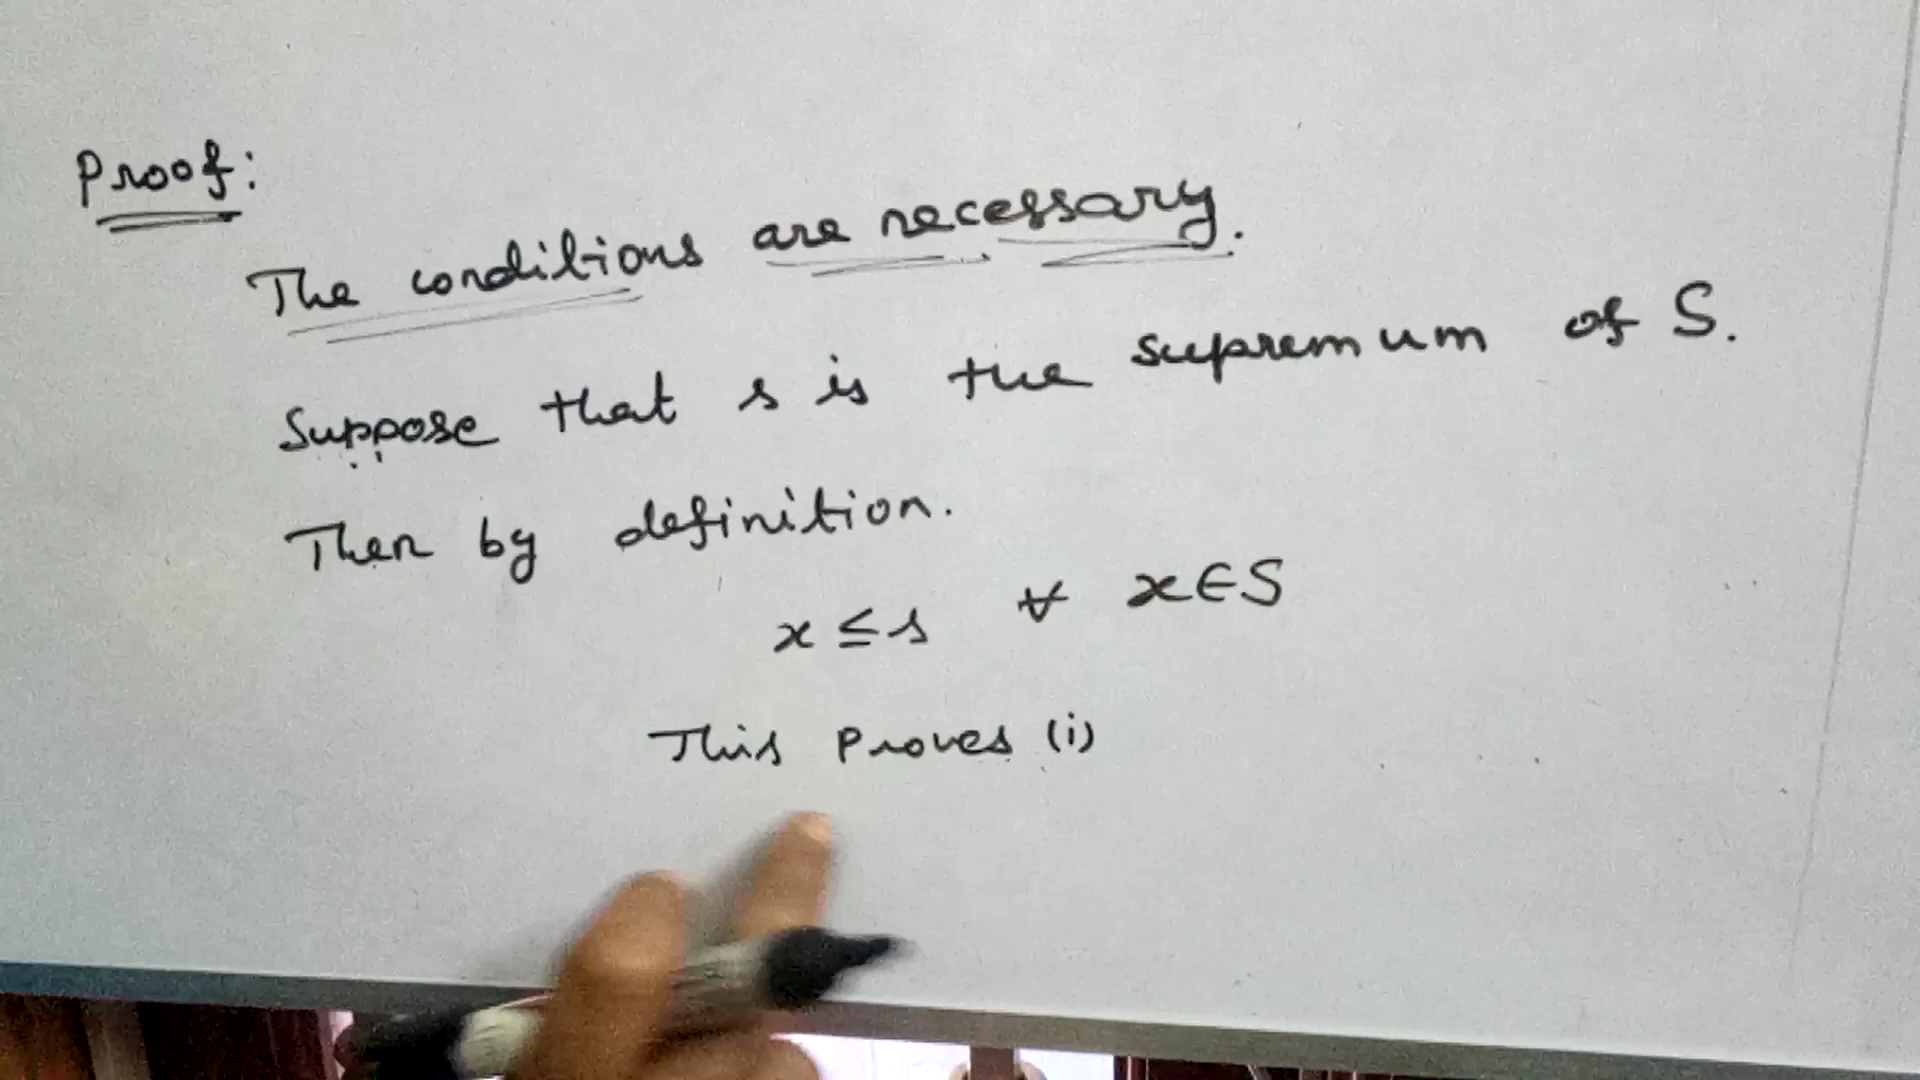 Proof:
The conditions are necessary.
Suppose that s is the supremum of S.
Then by definition.
x ≤ s ∀ x ∈ S
This Proves (i)